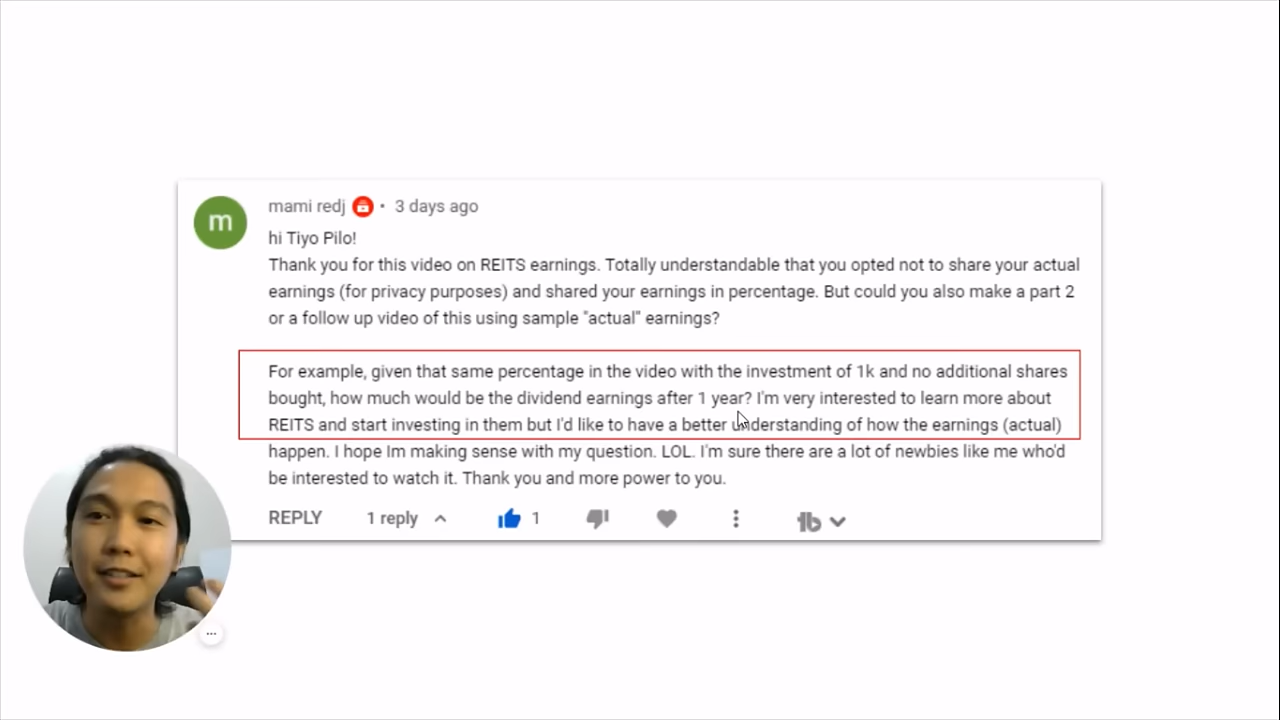 m
mami redj • 3 days ago
hi Tiyo Pilo!
Thank you for this video on REITS earnings. Totally understandable that you opted not to share your actual
earnings (for privacy purposes) and shared your earnings in percentage. But could you also make a part 2
or a follow up video of this using sample "actual" earnings?
For example, given that same percentage in the video with the investment of 1k and no additional shares
bought, how much would be the dividend earnings after 1 year? I'm very interested to learn more about
REITS and start investing in them but I'd like to have a better understanding of how the earnings (actual)
happen. I hope Im making sense with my question. LOL. I'm sure there are a lot of newbies like me who'd
be interested to watch it. Thank you and more power to you.
REPLY 1 reply 1 tb